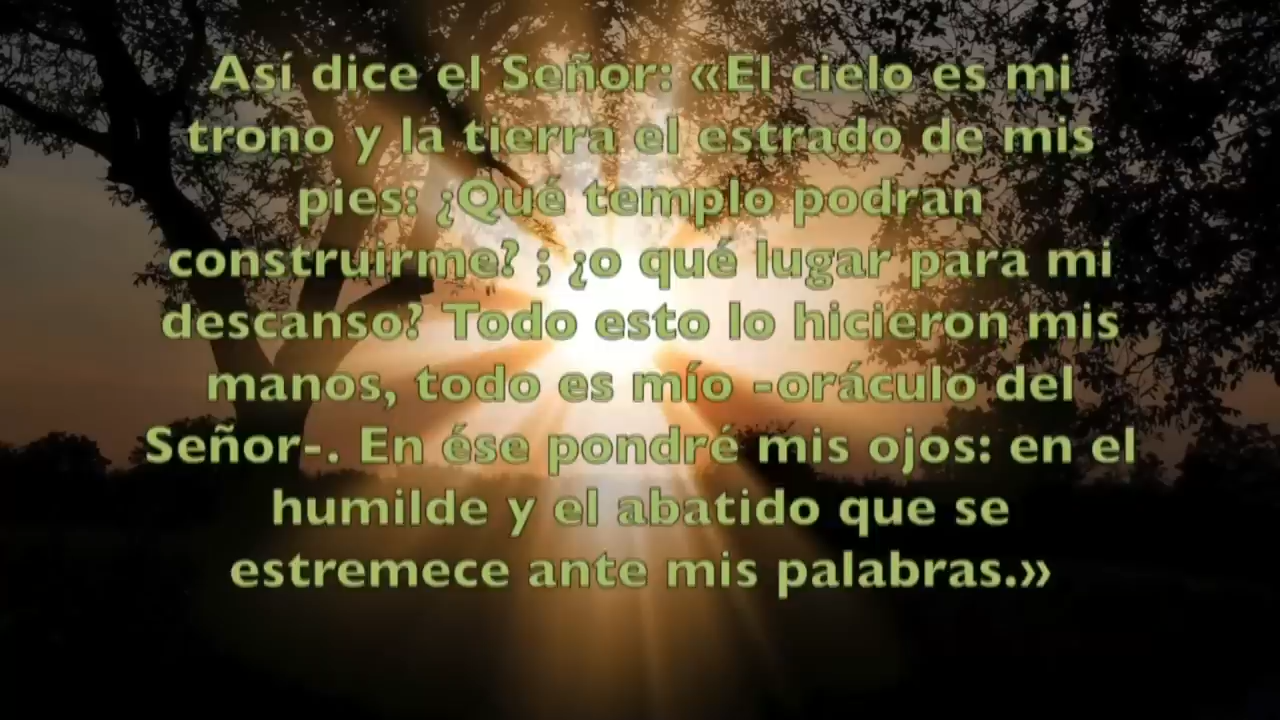 Así dice el Señor: «El cielo es mi
trono y la tierra el estrado de mis
pies: ¿Qué templo podran
construirme? ; ¿o qué lugar para mi
descanso? Todo esto lo hicieron mis
manos, todo es mío -oráculo del
Señor-. En ése pondré mis ojos: en el
humilde y el abatido que se
estremece ante mis palabras.»